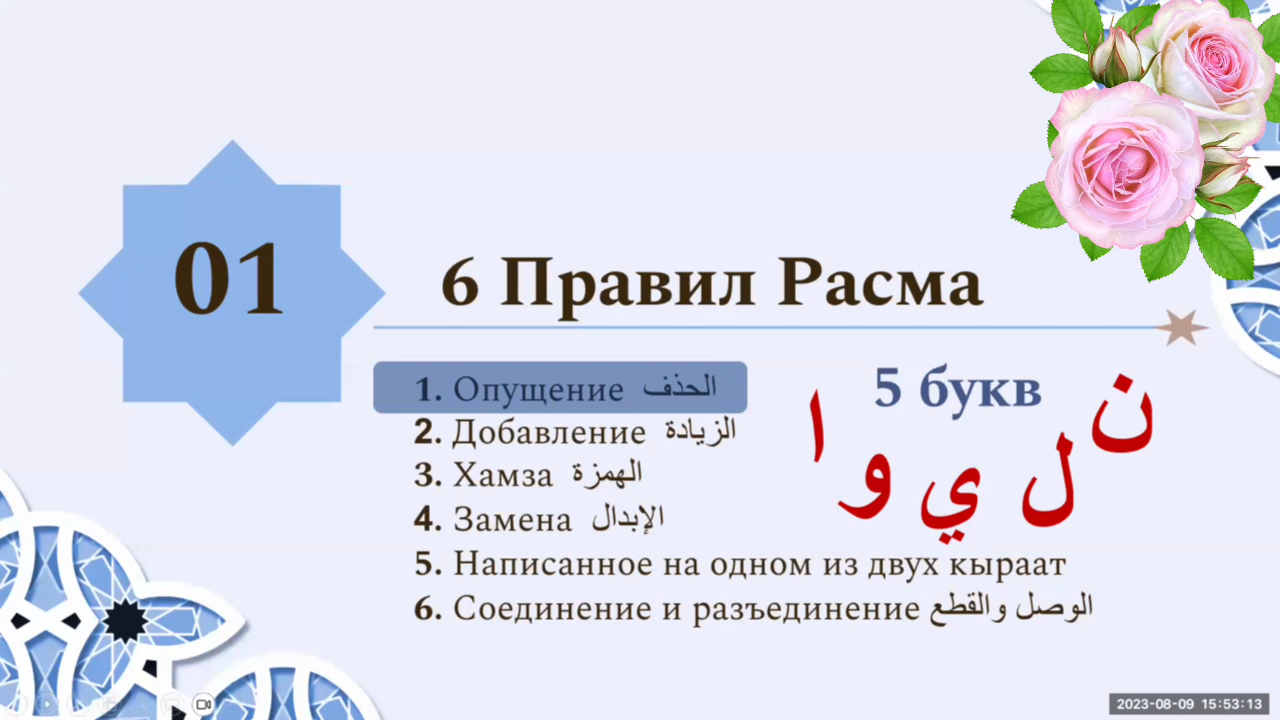 01
6 Правил Расма
1. Опущение الحذف
2. Добавление الزيادة
3. Хамза الهمزة
4. Замена الإبدال
5. Написанное на одном из двух кыраат
6. Соединение и разъединение الوصل والقطع
5 букв
ا و ي ل ن
2023-08-09 15:53:13